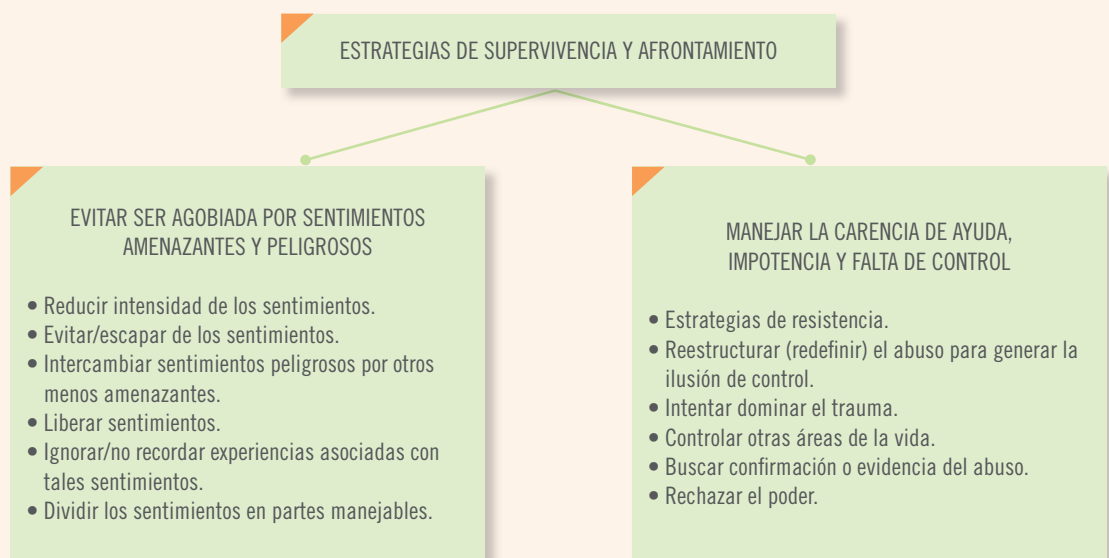 ESTRATEGIAS DE SUPERVIVENCIA Y AFRONTAMIENTO
EVITAR SER AGOBIADA POR SENTIMIENTOS
AMENAZANTES Y PELIGROSOS
• Reducir intensidad de los sentimientos.
• Evitar/escapar de los sentimientos.
• Intercambiar sentimientos peligrosos por otros
menos amenazantes.
• Liberar sentimientos.
• Ignorar/no recordar experiencias asociadas con
tales sentimientos.
• Dividir los sentimientos en partes manejables.
MANEJAR LA CARENCIA DE AYUDA,
IMPOTENCIA Y FALTA DE CONTROL
• Estrategias de resistencia.
• Reestructurar (redefinir) el abuso para generar la
ilusión de control.
• Intentar dominar el trauma.
• Controlar otras áreas de la vida.
• Buscar confirmación o evidencia del abuso.
• Rechazar el poder.